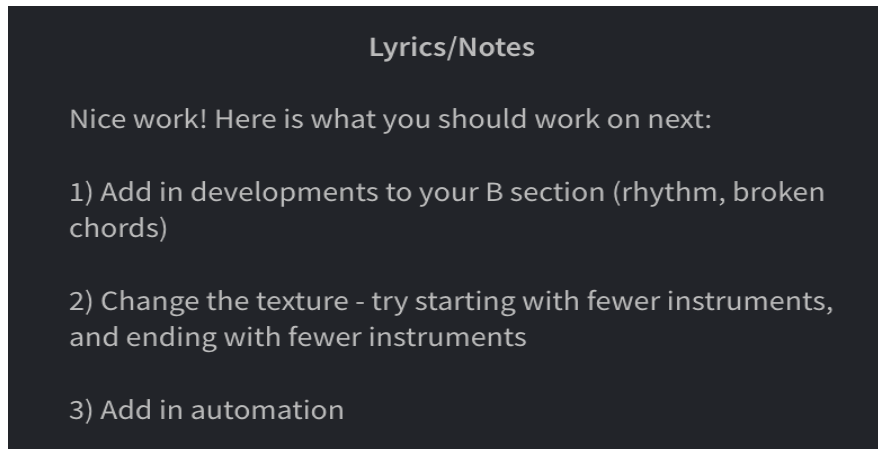 Lyrics/Notes
Nice work! Here is what you should work on next:
1) Add in developments to your B section (rhythm, broken
chords)
2) Change the texture - try starting with fewer instruments,
and ending with fewer instruments
3) Add in automation